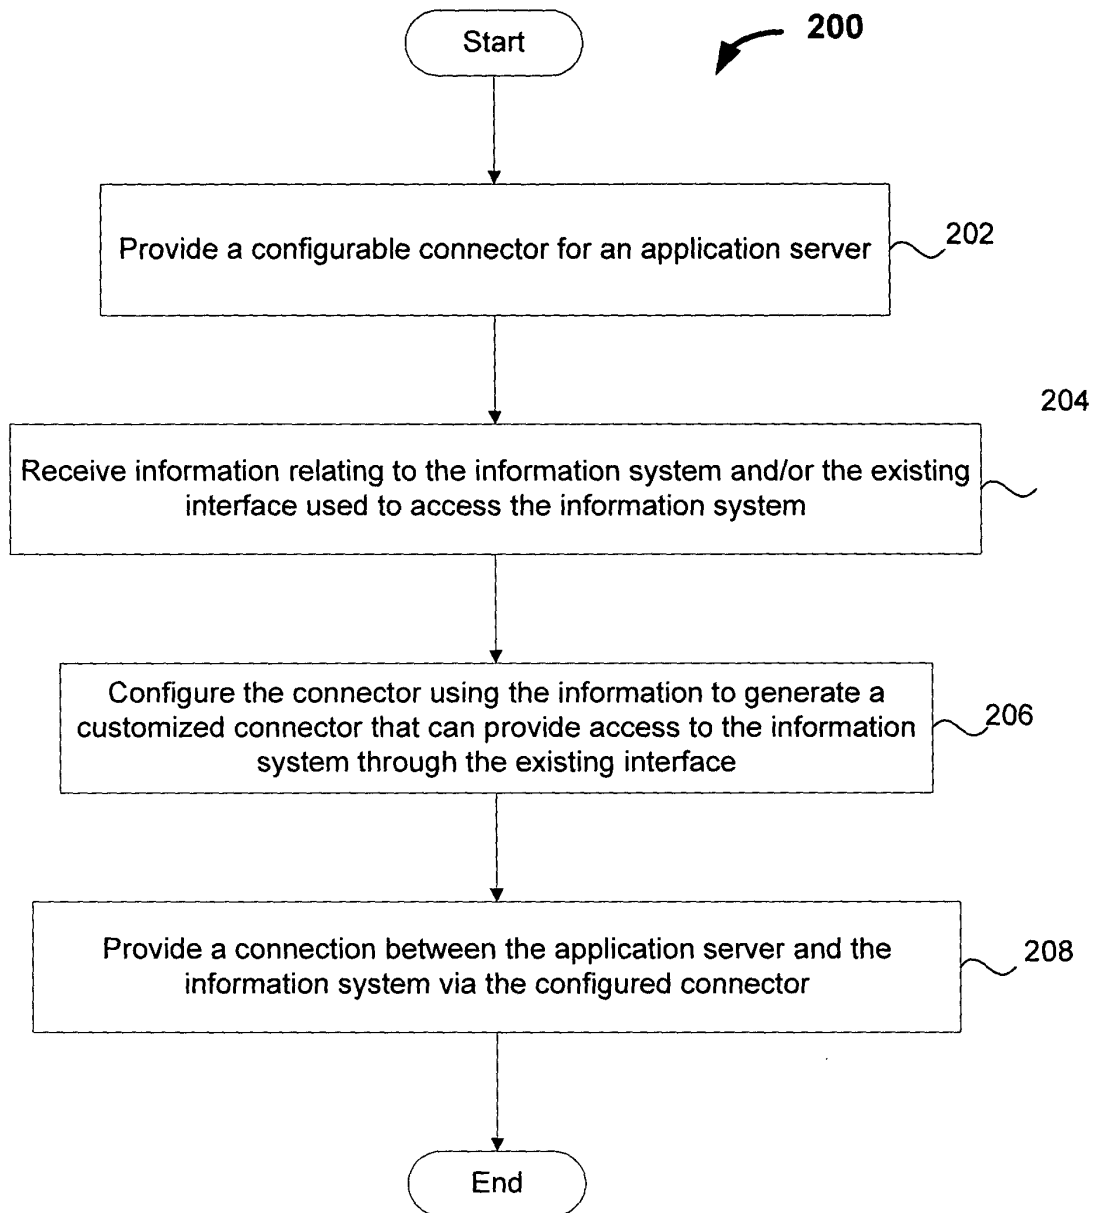 Start
200
Provide a configurable connector for an application server
202
204
Receive information relating to the information system and/or the existing
interface used to access the information system
Configure the connector using the information to generate a
customized connector that can provide access to the information
system through the existing interface
206
Provide a connection between the application server and the
information system via the configured connector
208
End